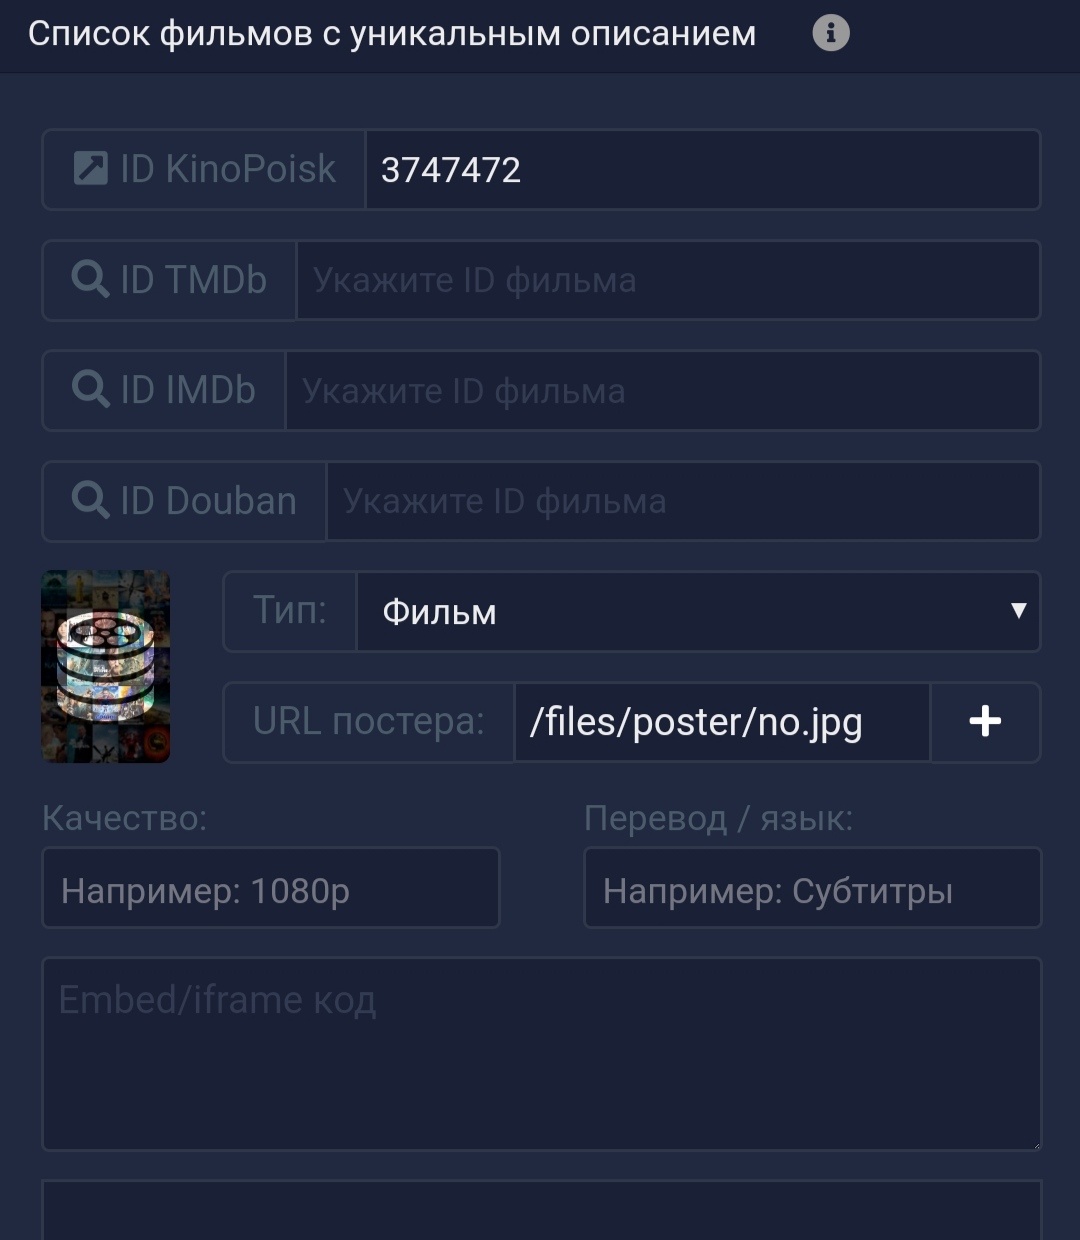 Список фильмов с уникальным описанием
ID KinoPoisk 3747472
ID TMDb Укажите ID фильма
ID IMDb Укажите ID фильма
ID Douban Укажите ID фильма
Тип: Фильм
URL постера: /files/poster/no.jpg
Качество: Перевод / язык:
Например: 1080p Например: Субтитры
Embed/iframe код